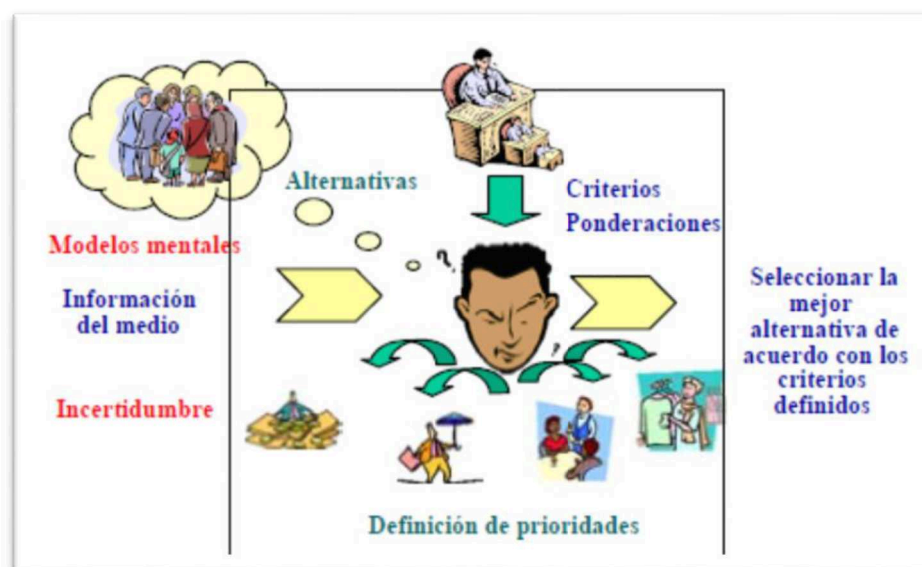 Alternativas
Criterios
Ponderaciones
Modelos mentales
Información
del medio
Incertidumbre
?
?
Seleccionar la
mejor
alternativa de
acuerdo con los
criterios
definidos
Definición de prioridades